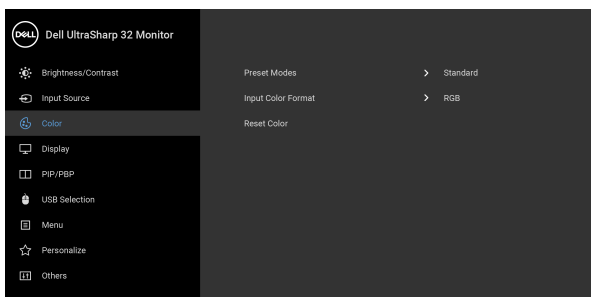 DELL Dell UltraSharp 32 Monitor
Brightness/Contrast
Preset Modes Standard
Input Source
Input Color Format RGB
Color
Reset Color
Display
PIP/PBP
USB Selection
Menu
Personalize
Others